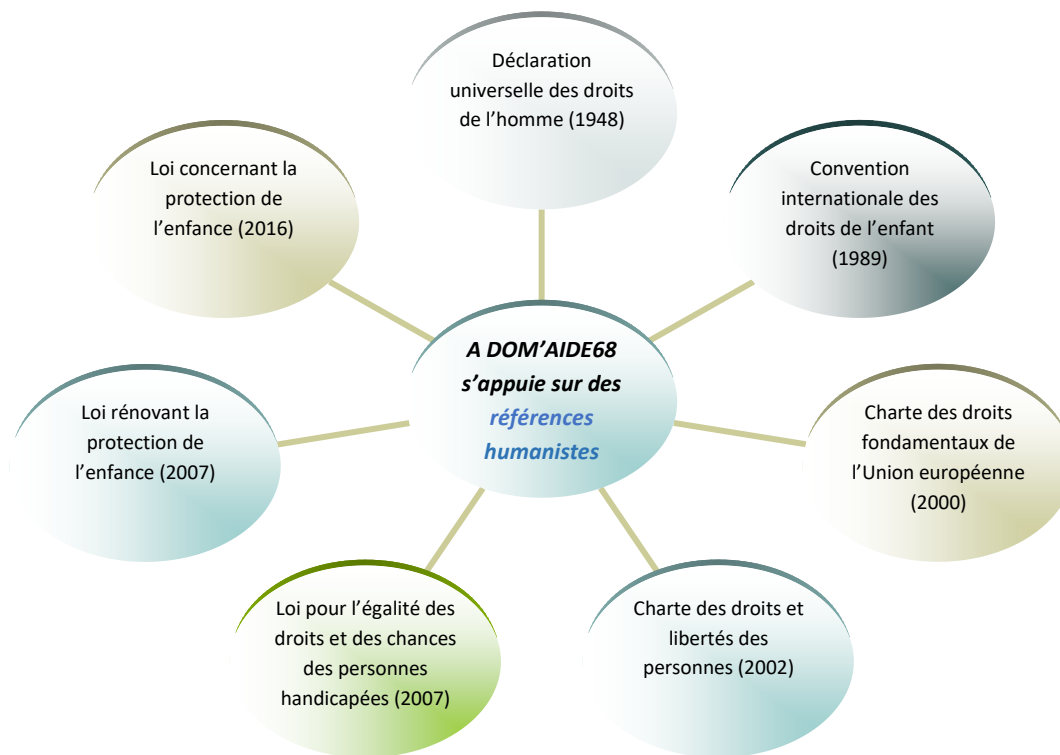 Déclaration
universelle des droits
de l’homme (1948)
Convention
internationale des
droits de l’enfant
(1989)
Charte des droits
fondamentaux de
l’Union européenne
(2000)
Charte des droits et
libertés des
personnes (2002)
Loi pour l’égalité des
droits et des chances
des personnes
handicapées (2007)
Loi rénovant la
protection de
l’enfance (2007)
Loi concernant la
protection de
l’enfance (2016)
A DOM’AIDE68
s’appuie sur des
références
humanistes